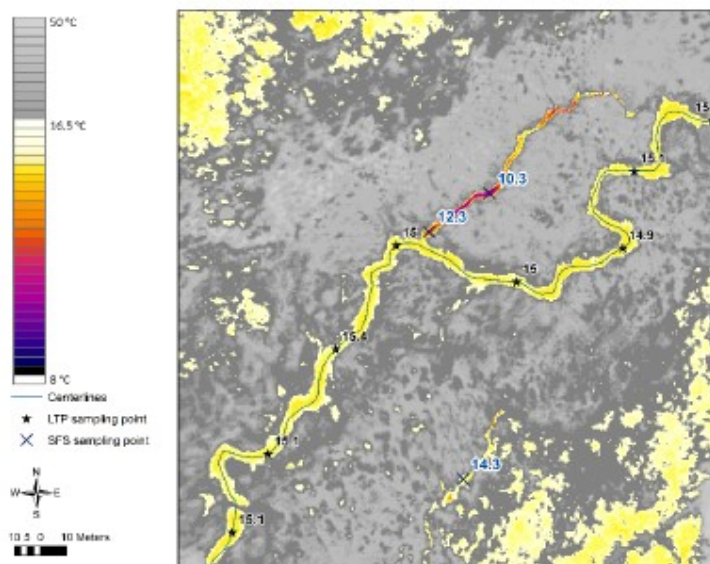 50 °C
16.5 °C
8 °C
Centerlines
LTP sampling point
SFS sampling point
N
W E
S
10 5 0 10 Meters
15.1
10.3
12.3
15
14.9
15
15.4
15.1
14.3
15.1